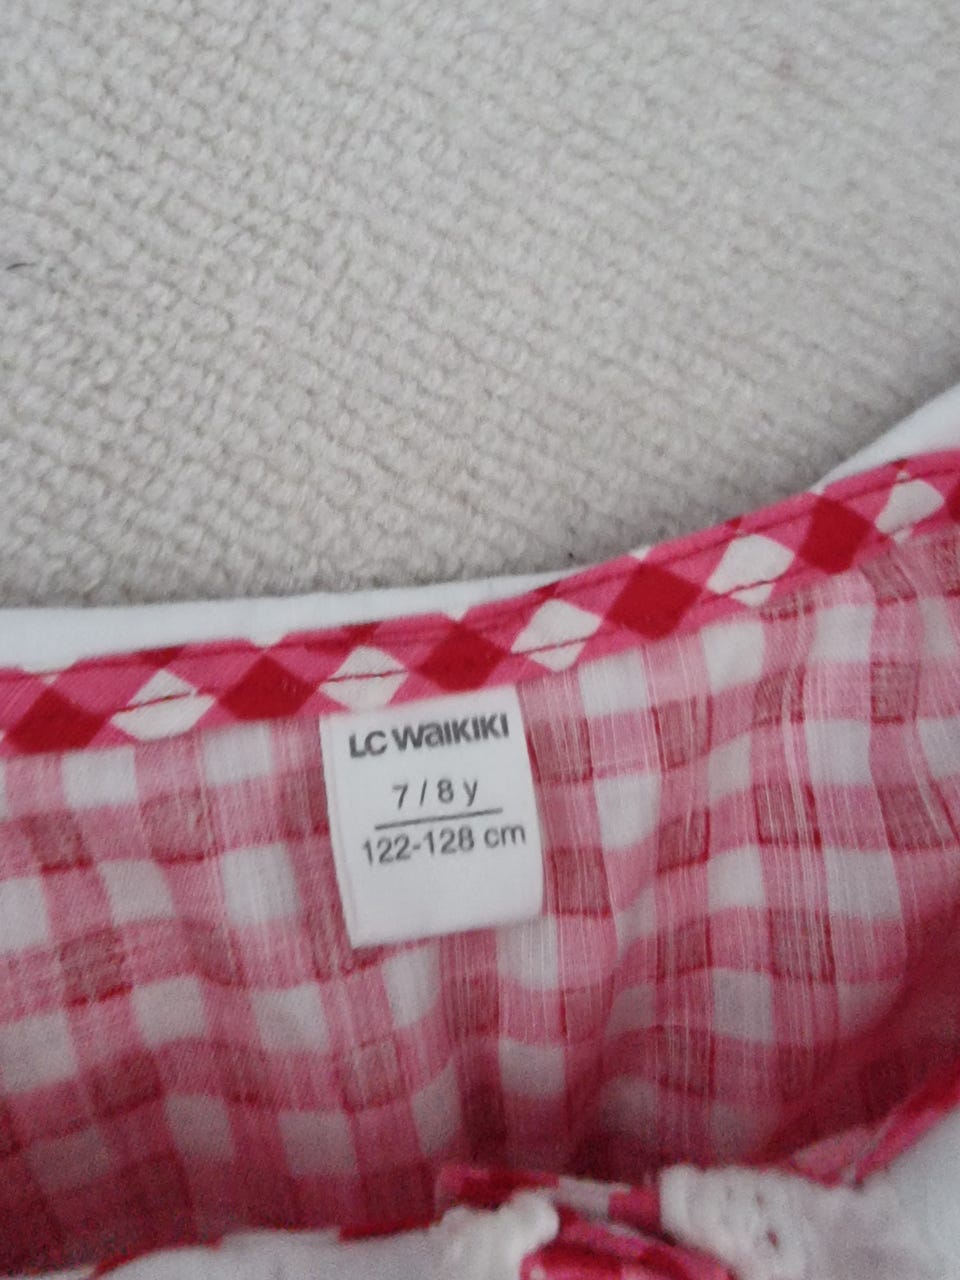 LC WAIKIKI
7 / 8 y
122-128 cm